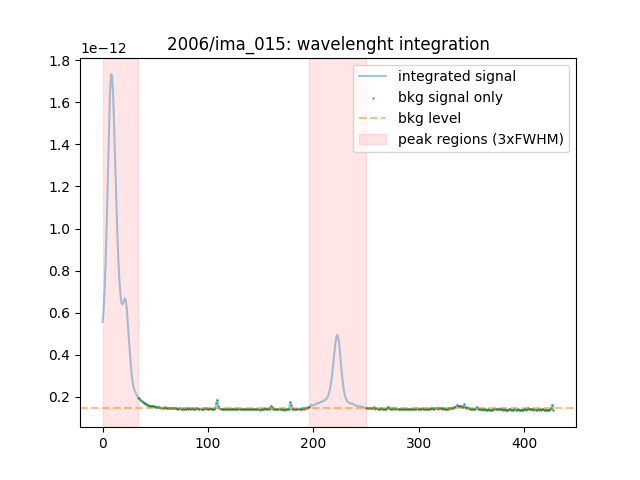 2006/ima_015: wavelenght integration
1e−12
1.8
1.6
1.4
1.2
1.0
0.8
0.6
0.4
0.2
0 100 200 300 400
integrated signal
bkg signal only
bkg level
peak regions (3xFWHM)